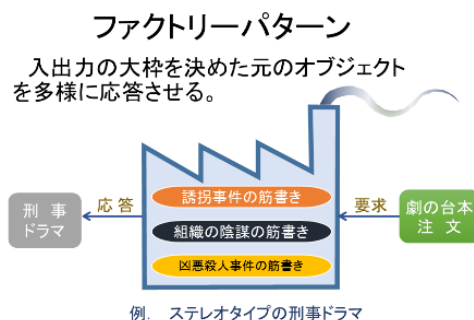 ファクトリーパターン
入出力の大枠を決めた元のオブジェクト
を多様に応答させる。
誘拐事件の筋書き
応答
要求
刑事
ドラマ
組織の陰謀の筋書き
劇の台本
注文
凶悪殺人事件の筋書き
例. ステレオタイプの刑事ドラマ